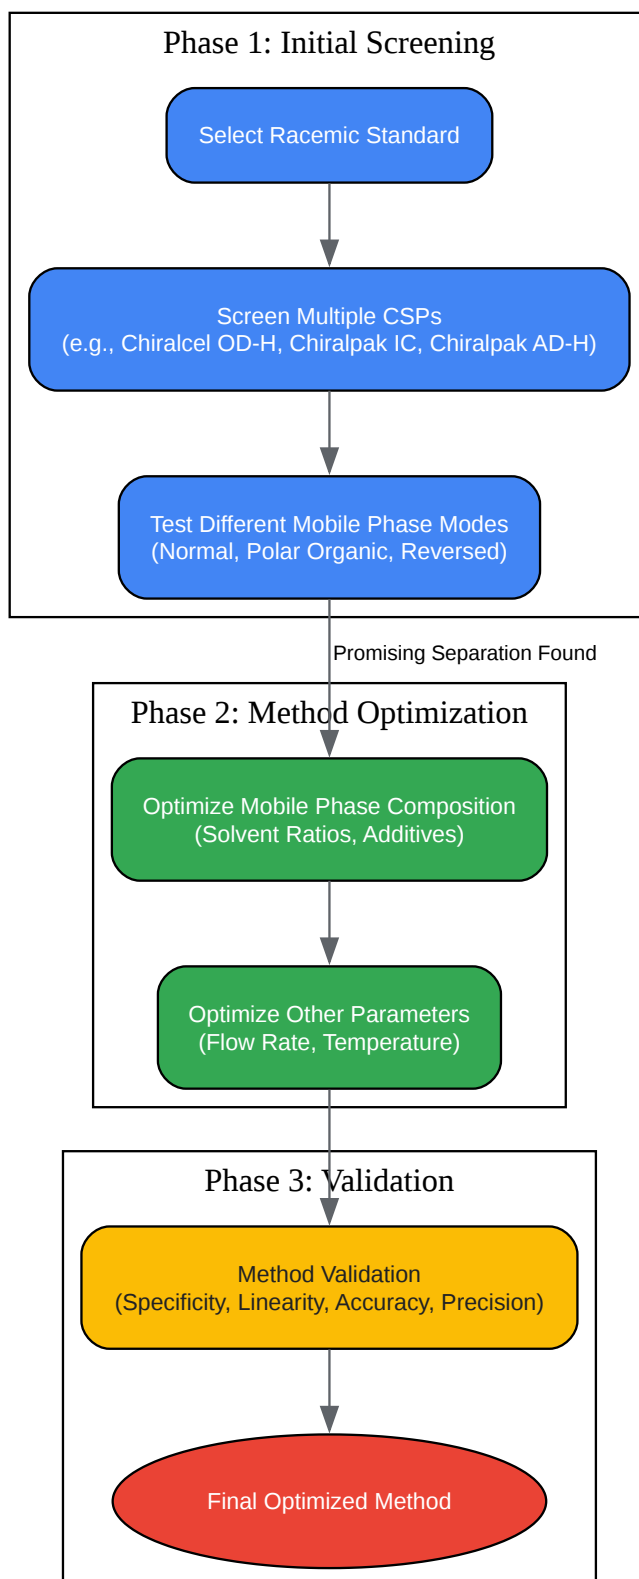 Phase 1: Initial Screening
Select Racemic Standard
Screen Multiple CSPs
(e.g., Chiralcel OD-H, Chiralpak IC, Chiralpak AD-H)
Test Different Mobile Phase Modes
(Normal, Polar Organic, Reversed)
Promising Separation Found
Phase 2: Method Optimization
Optimize Mobile Phase Composition
(Solvent Ratios, Additives)
Optimize Other Parameters
(Flow Rate, Temperature)
Phase 3: Validation
Method Validation
(Specificity, Linearity, Accuracy, Precision)
Final Optimized Method